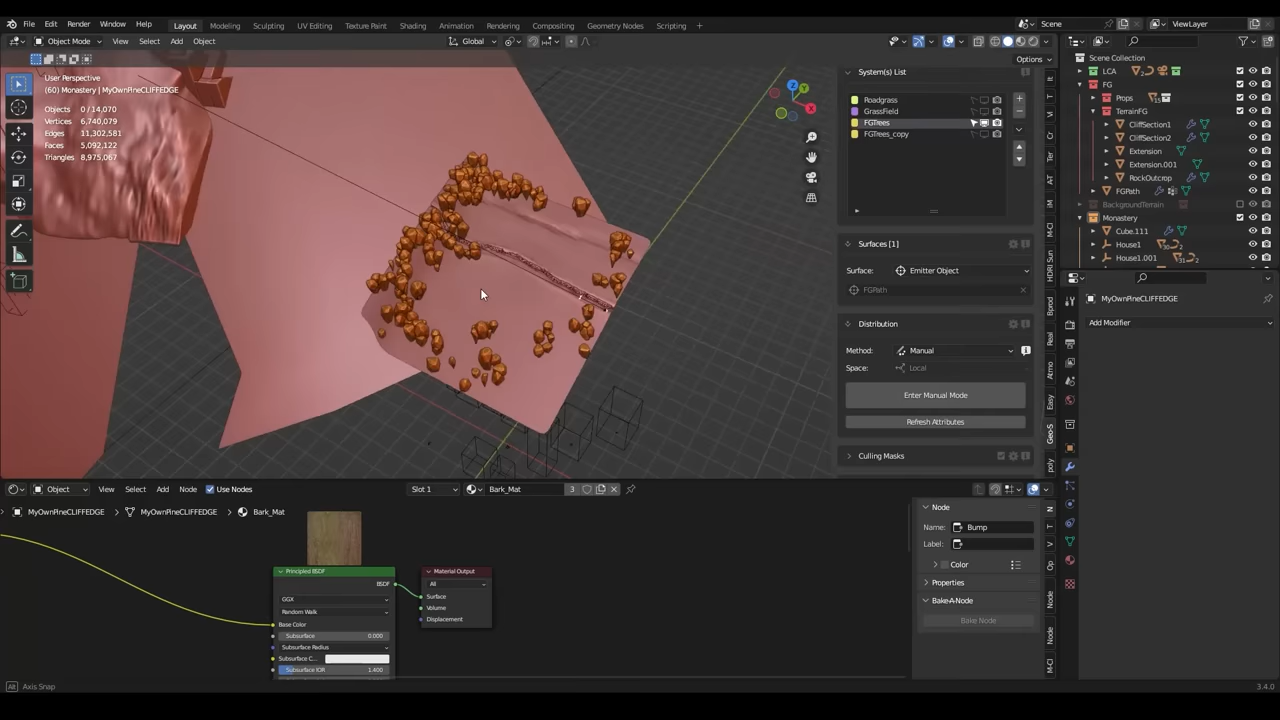 File Edit Render Window Help Layout Modeling Sculpting UV Editing Texture Paint Shading Animation Rendering Compositing Geometry Nodes Scripting + Scene ViewLayer
Object Mode View Select Add Object Global
Options
User Perspective
(60) Monastery | MyOwnPineCLIFFEDGE
Objects 0/14,070
Vertices 6,740,079
Edges 11,302,581
Faces 5,092,122
Triangles 8,975,067
System(s) List
Roadgrass
GrassField
FGTrees
FGTrees_copy
Surfaces [1]
Surface: Emitter Object
FGPath
Distribution
Method: Manual
Space: Local
Enter Manual Mode
Refresh Attributes
Culling Masks
Scene Collection
LCA
FG
Props
TerrainFG
CliffSection1
CliffSection2
Extension
Extension.001
RockOutcrop
FGPath
BackgroundTerrain
Monastery
Cube.111
House1
House1.001
MyOwnPineCLIFFEDGE
Add Modifier
Object View Select Add Node Use Nodes Slot 1 Bark_Mat 3
MyOwnPineCLIFFEDGE > MyOwnPineCLIFFEDGE > Bark_Mat
Principled BSDF
BSDF
GGX
Random Walk
Base Color
Subsurface 0.000
Subsurface Radius
Subsurface C...
Subsurface IOR 1.400
Material Output
All
Surface
Volume
Displacement
Node
Name: Bump
Label:
Color
Properties
Bake-A-Node
Bake Node
Axis Snap
3.4.0